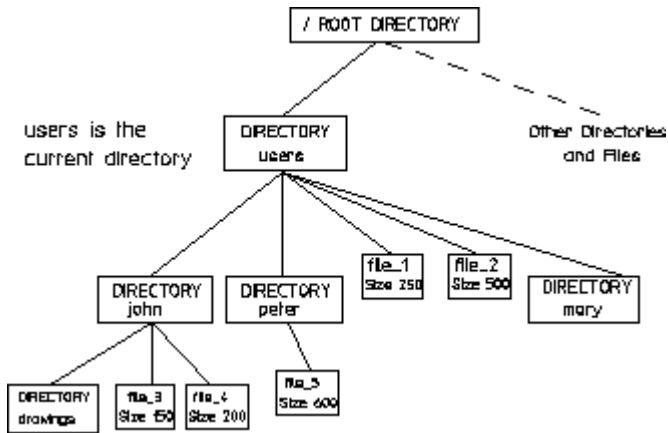 / ROOT DIRECTORY
users is the
current directory
DIRECTORY
users
Other Directories
and Files
file_1
Size 250
file_2
Size 500
DIRECTORY
john
DIRECTORY
peter
DIRECTORY
mary
DIRECTORY
drawings
file_3
Size 150
file_4
Size 200
file_5
Size 600